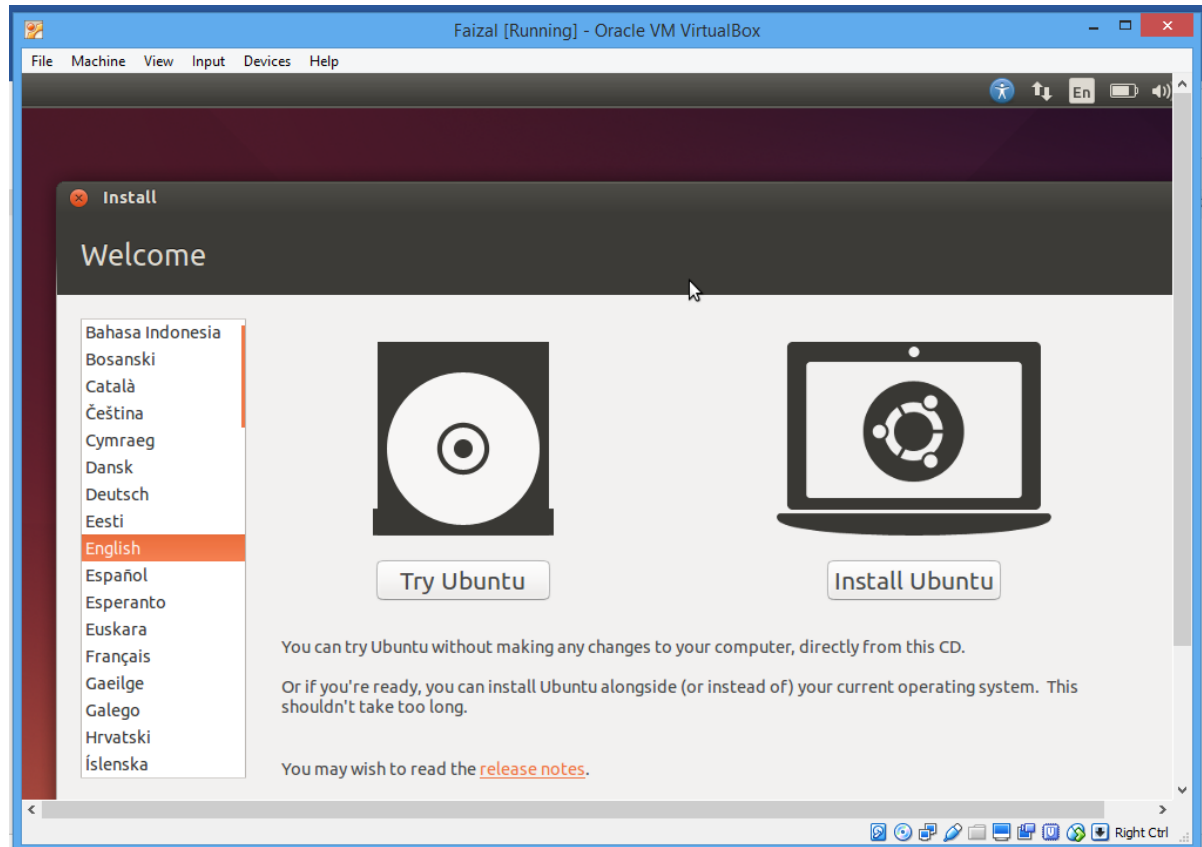 Faizal [Running] - Oracle VM VirtualBox
File Machine View Input Devices Help
En
Install
Welcome
Bahasa Indonesia
Bosanski
Català
Čeština
Cymraeg
Dansk
Deutsch
Eesti
English
Español
Esperanto
Euskara
Français
Gaeilge
Galego
Hrvatski
Íslenska
Try Ubuntu
Install Ubuntu
You can try Ubuntu without making any changes to your computer, directly from this CD.
Or if you're ready, you can install Ubuntu alongside (or instead of) your current operating system. This
shouldn't take too long.
You may wish to read the release notes.
Right Ctrl